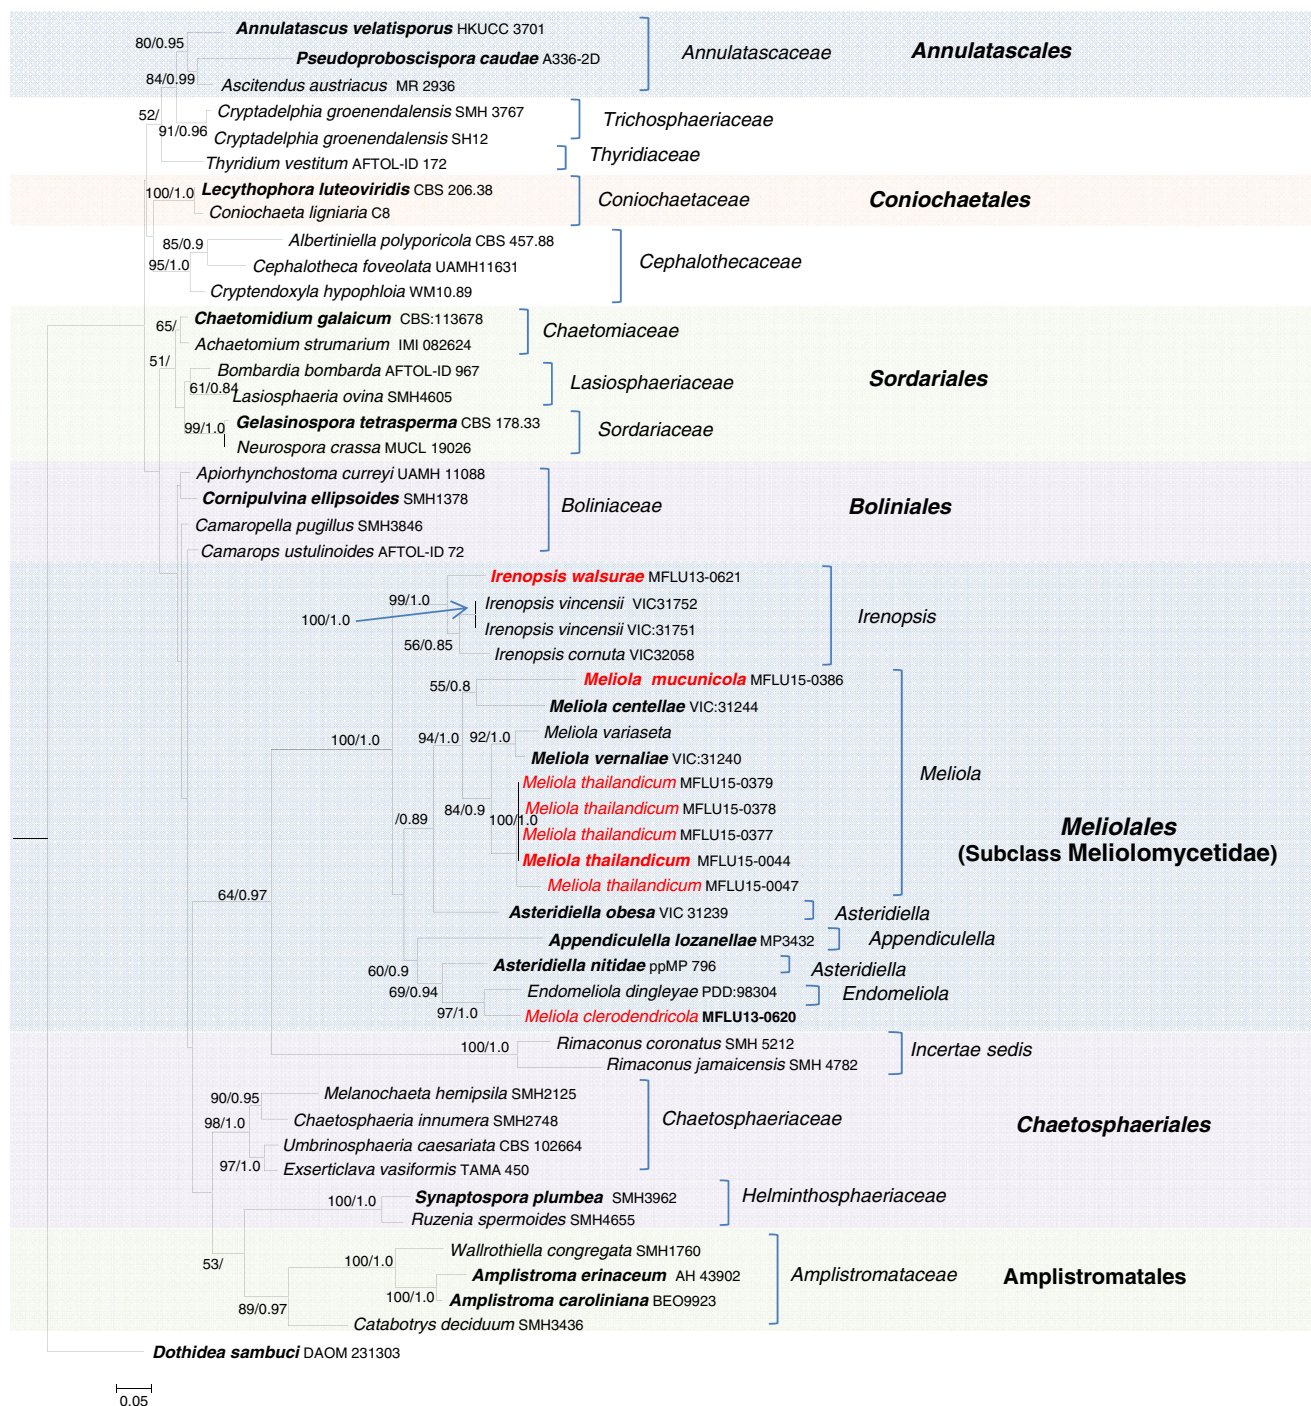 Annulatascus velatisporus HKUCC 3701
80/0.95
Annulatascaceae
Annulatascales
Pseudoproboscispora caudae A336-2D
84/0.99
Ascitendus austriacus MR 2936
52/
Cryptadelphia groenendalensis SMH 3767
Trichosphaeriaceae
91/0.96
Cryptadelphia groenendalensis SH12
Thyridium vestitum AFTOL-ID 172
Thyridiaceae
100/1.0
Lecythophora luteoviridis CBS 206.38
Coniochaetaceae
Coniochaetales
Coniochaeta ligniaria C8
85/0.9
Albertiniella polyporicola CBS 457.88
95/1.0
Cephalotheca foveolata UAMH11631
Cephalothecaceae
Cryptendoxyla hypophloia WM10.89
65/
Chaetomidium galaicum CBS:113678
Chaetomiaceae
Achaetomium strumarium IMI 082624
51/
Bombardia bombarda AFTOL-ID 967
Lasiosphaeriaceae
Sordariales
61/0.84
Lasiosphaeria ovina SMH4605
99/1.0
Gelasinospora tetrasperma CBS 178.33
Sordariaceae
Neurospora crassa MUCL 19026
Apiorhynchostoma curreyi UAMH 11088
Cornipulvina ellipsoides SMH1378
Boliniaceae
Boliniales
Camaropella pugillus SMH3846
Camarops ustulinoides AFTOL-ID 72
Irenopsis walsurae MFLU13-0621
99/1.0
Irenopsis vincensii VIC31752
100/1.0
Irenopsis
Irenopsis vincensii VIC:31751
56/0.85
Irenopsis cornuta VIC32058
55/0.8
Meliola mucunicola MFLU15-0386
Meliola centellae VIC:31244
100/1.0
94/1.0
92/1.0
Meliola variaseta
Meliola vernaliae VIC:31240
Meliola
Meliola thailandicum MFLU15-0379
84/0.9
Meliola thailandicum MFLU15-0378
/0.89
100/1.0
Meliola thailandicum MFLU15-0377
Meliolales
(Subclass Meliolomycetidae)
Meliola thailandicum MFLU15-0044
Meliola thailandicum MFLU15-0047
64/0.97
Asteridiella obesa VIC 31239
Asteridiella
Appendiculella lozanellae MP3432
Appendiculella
60/0.9
Asteridiella nitidae ppMP 796
Asteridiella
69/0.94
Endomeliola dingleyae PDD:98304
Endomeliola
97/1.0
Meliola clerodendricola MFLU13-0620
100/1.0
Rimaconus coronatus SMH 5212
Incertae sedis
Rimaconus jamaicensis SMH 4782
90/0.95
Melanochaeta hemipsila SMH2125
98/1.0
Chaetosphaeria innumera SMH2748
Chaetosphaeriaceae
Chaetosphaeriales
Umbrinosphaeria caesariata CBS 102664
97/1.0
Exserticlava vasiformis TAMA 450
100/1.0
Synaptospora plumbea SMH3962
Helminthosphaeriaceae
Ruzenia spermoides SMH4655
53/
100/1.0
Wallrothiella congregata SMH1760
Amplistroma erinaceum AH 43902
Amplistromataceae
Amplistromatales
100/1.0
Amplistroma caroliniana BEO9923
89/0.97
Catabotrys deciduum SMH3436
Dothidea sambuci DAOM 231303
0.05